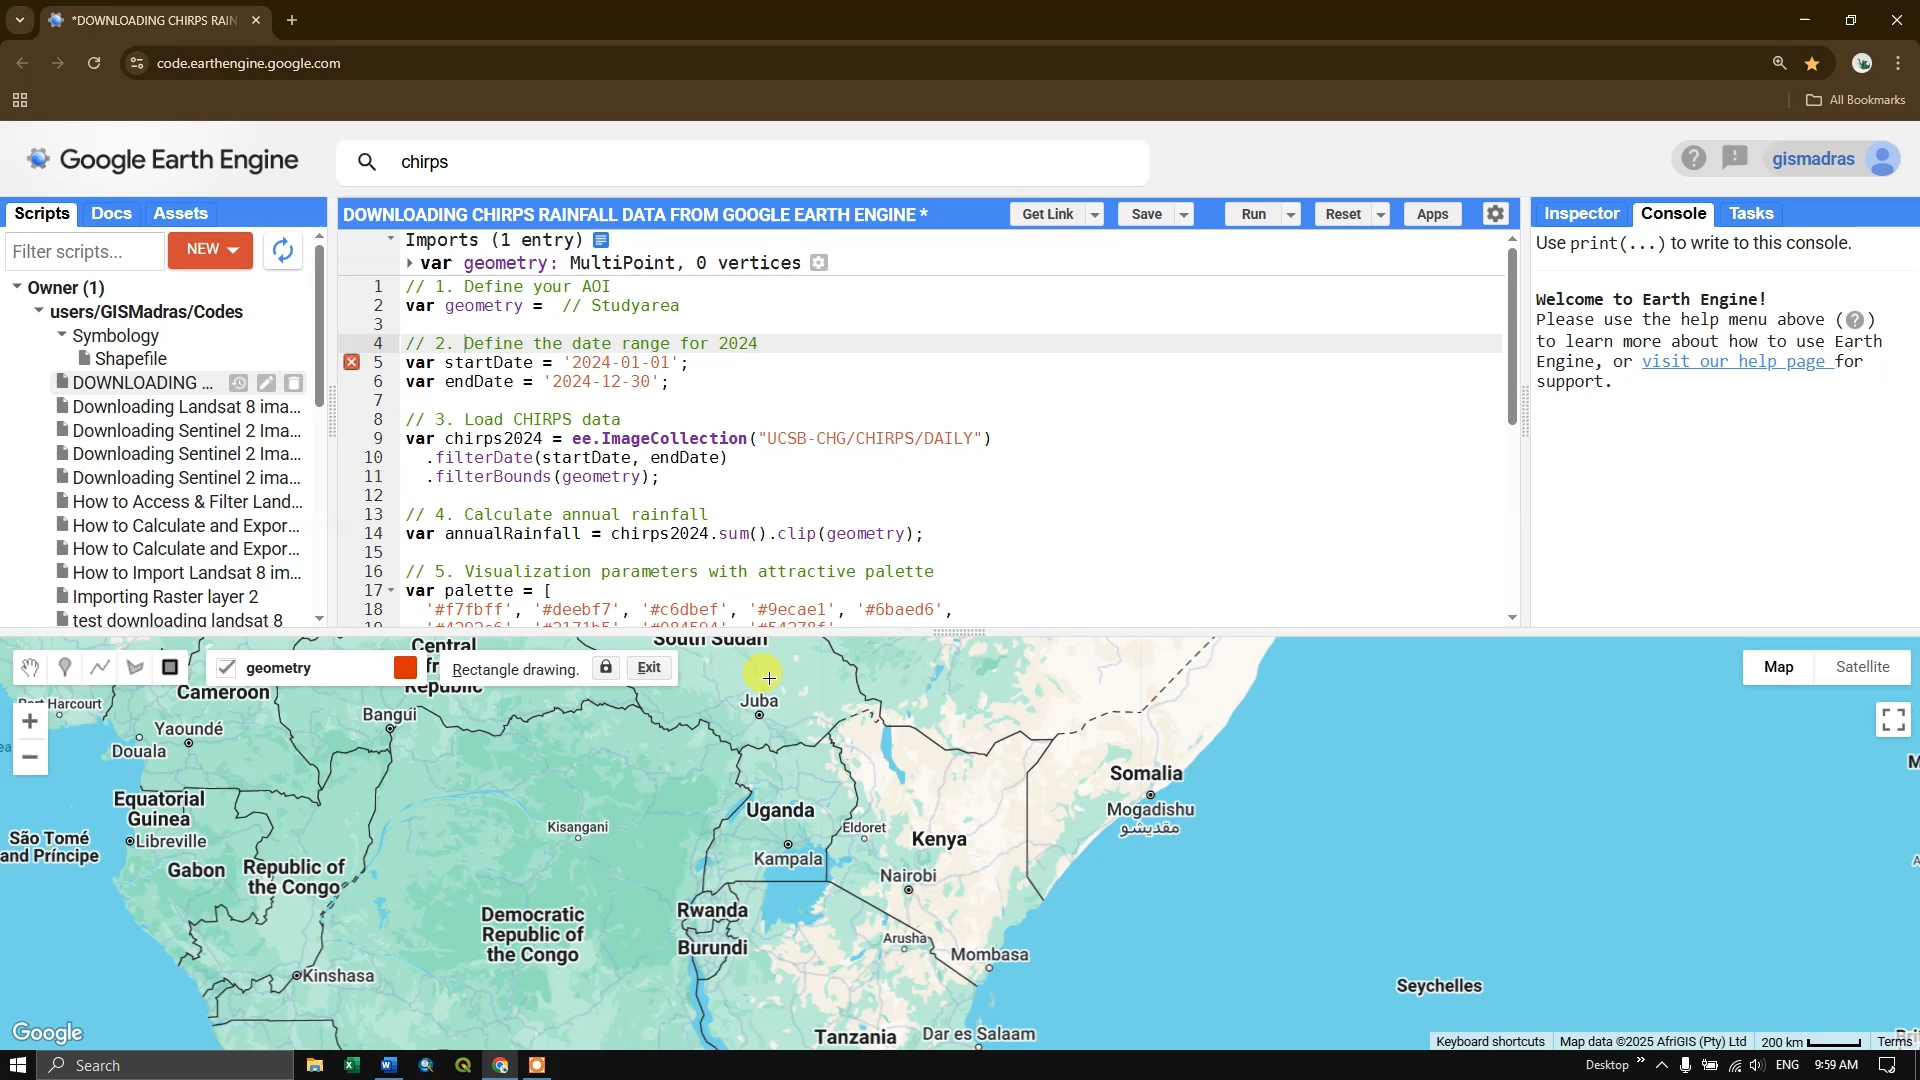 *DOWNLOADING CHIRPS RAIN
code.earthengine.google.com
All Bookmarks
Google Earth Engine
chirps
gismadras
Scripts
Docs
Assets
DOWNLOADING CHIRPS RAINFALL DATA FROM GOOGLE EARTH ENGINE *
Get Link
Save
Run
Reset
Apps
Inspector
Console
Tasks
Filter scripts...
NEW
Owner (1)
users/GISMadras/Codes
Symbology
Shapefile
DOWNLOADING ...
Downloading Landsat 8 ima...
Downloading Sentinel 2 Ima...
Downloading Sentinel 2 Ima...
Downloading Sentinel 2 ima...
How to Access & Filter Land...
How to Calculate and Expor...
How to Calculate and Expor...
How to Import Landsat 8 im...
Importing Raster layer 2
test downloading landsat 8
Imports (1 entry)
var geometry: MultiPoint, 0 vertices
1 // 1. Define your AOI
2 var geometry =  // Studyarea
3
4 // 2. Define the date range for 2024
5 var startDate = '2024-01-01';
6 var endDate = '2024-12-30';
7
8 // 3. Load CHIRPS data
9 var chirps2024 = ee.ImageCollection("UCSB-CHG/CHIRPS/DAILY")
10 .filterDate(startDate, endDate)
11 .filterBounds(geometry);
12
13 // 4. Calculate annual rainfall
14 var annualRainfall = chirps2024.sum().clip(geometry);
15
16 // 5. Visualization parameters with attractive palette
17 var palette = [
18 '#f7fbff', '#deebf7', '#c6dbef', '#9ecae1', '#6baed6',
Use print(...) to write to this console.
Welcome to Earth Engine!
Please use the help menu above (?)
to learn more about how to use Earth
Engine, or visit our help page for
support.
geometry
Rectangle drawing.
Exit
Map
Satellite
Central
Republic
South Sudan
Juba
Cameroon
Port Harcourt
Bangui
Yaoundé
Douala
Equatorial
Guinea
Libreville
São Tomé
and Príncipe
Gabon
Republic of
the Congo
Kisangani
Uganda
Kampala
Eldoret
Kenya
Nairobi
Somalia
Mogadishu
مقديشو
Rwanda
Burundi
Democratic
Republic of
the Congo
Kinshasa
Arusha
Mombasa
Seychelles
Tanzania
Dar es Salaam
Google
Keyboard shortcuts
Map data ©2025 AfriGIS (Pty) Ltd
200 km
Terms
Search
Desktop
ENG
9:59 AM